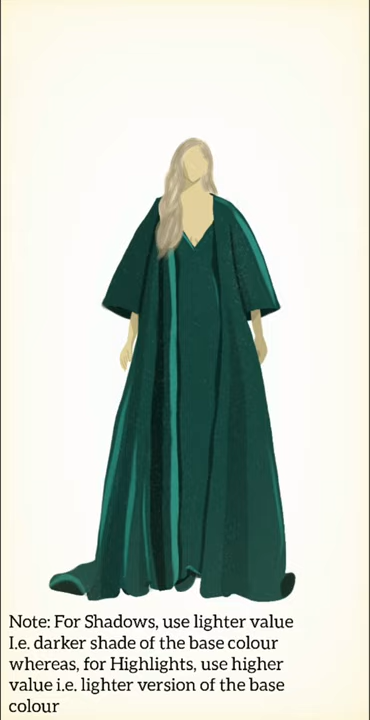 Note: For Shadows, use lighter value
I.e. darker shade of the base colour
whereas, for Highlights, use higher
value i.e. lighter version of the base
colour